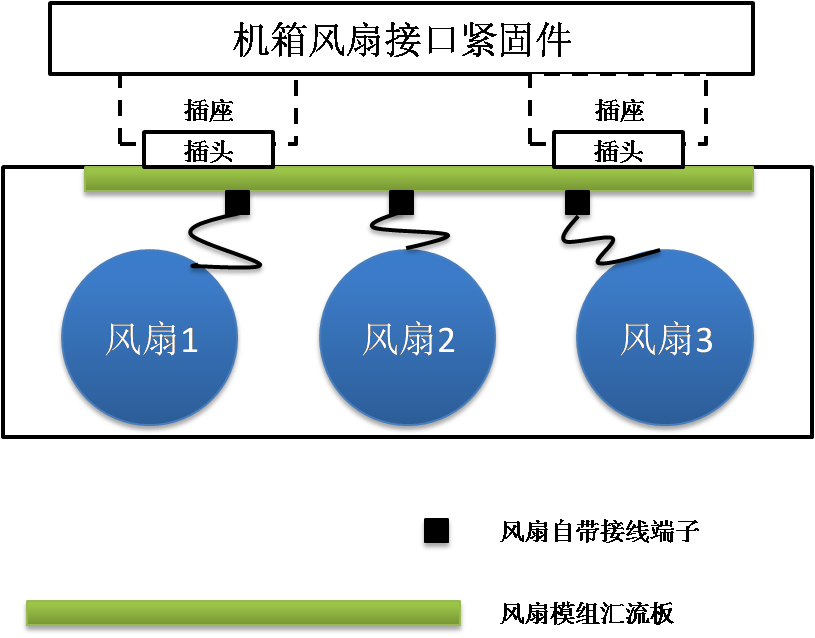 机箱风扇接口紧固件
插座 插座
插头 插头
风扇1 风扇2 风扇3
风扇自带接线端子
风扇模组汇流板